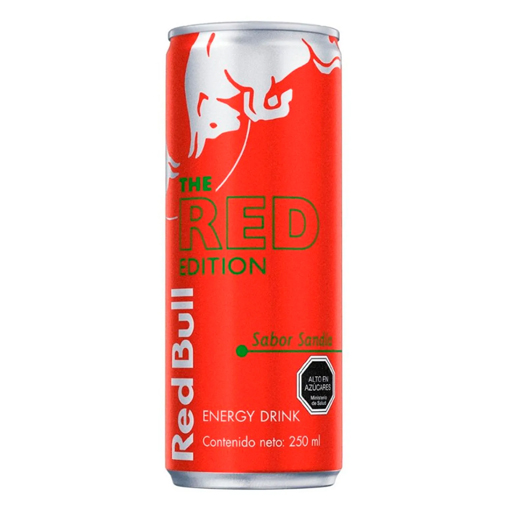 THE
RED
EDITION
Red Bull
Sabor Sandía
ALTO EN
AZÚCARES
Ministerio
de Salud
ENERGY DRINK
Contenido neto: 250 ml